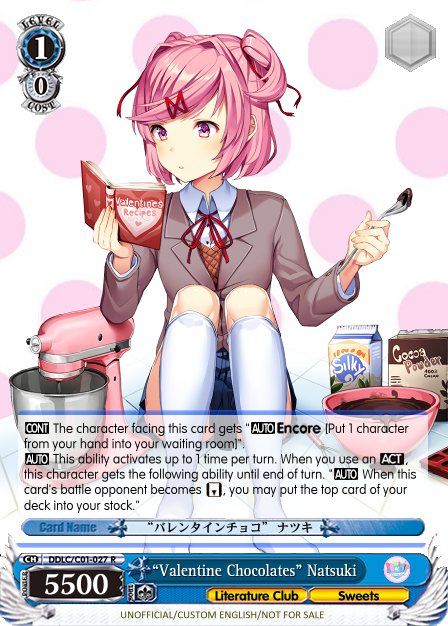 LEVEL
1
0
COST
Valentines
Recipes
Silky
Cocoa
Powder
100%
Cacao
CONT The character facing this card gets "AUTO Encore [Put 1 character
from your hand into your waiting room]".
AUTO This ability activates up to 1 time per turn. When you use an ACT,
this character gets the following ability until end of turn. "AUTO When this
card's battle opponent becomes, you may put the top card of your
deck into your stock."
Card Name
“バレンタインチョコ” ナツキ
CH DDLC/C01-027 R
POWER
5500
SOUL
“Valentine Chocolates” Natsuki
Literature Club
Sweets
UNOFFICIAL/CUSTOM ENGLISH/NOT FOR SALE